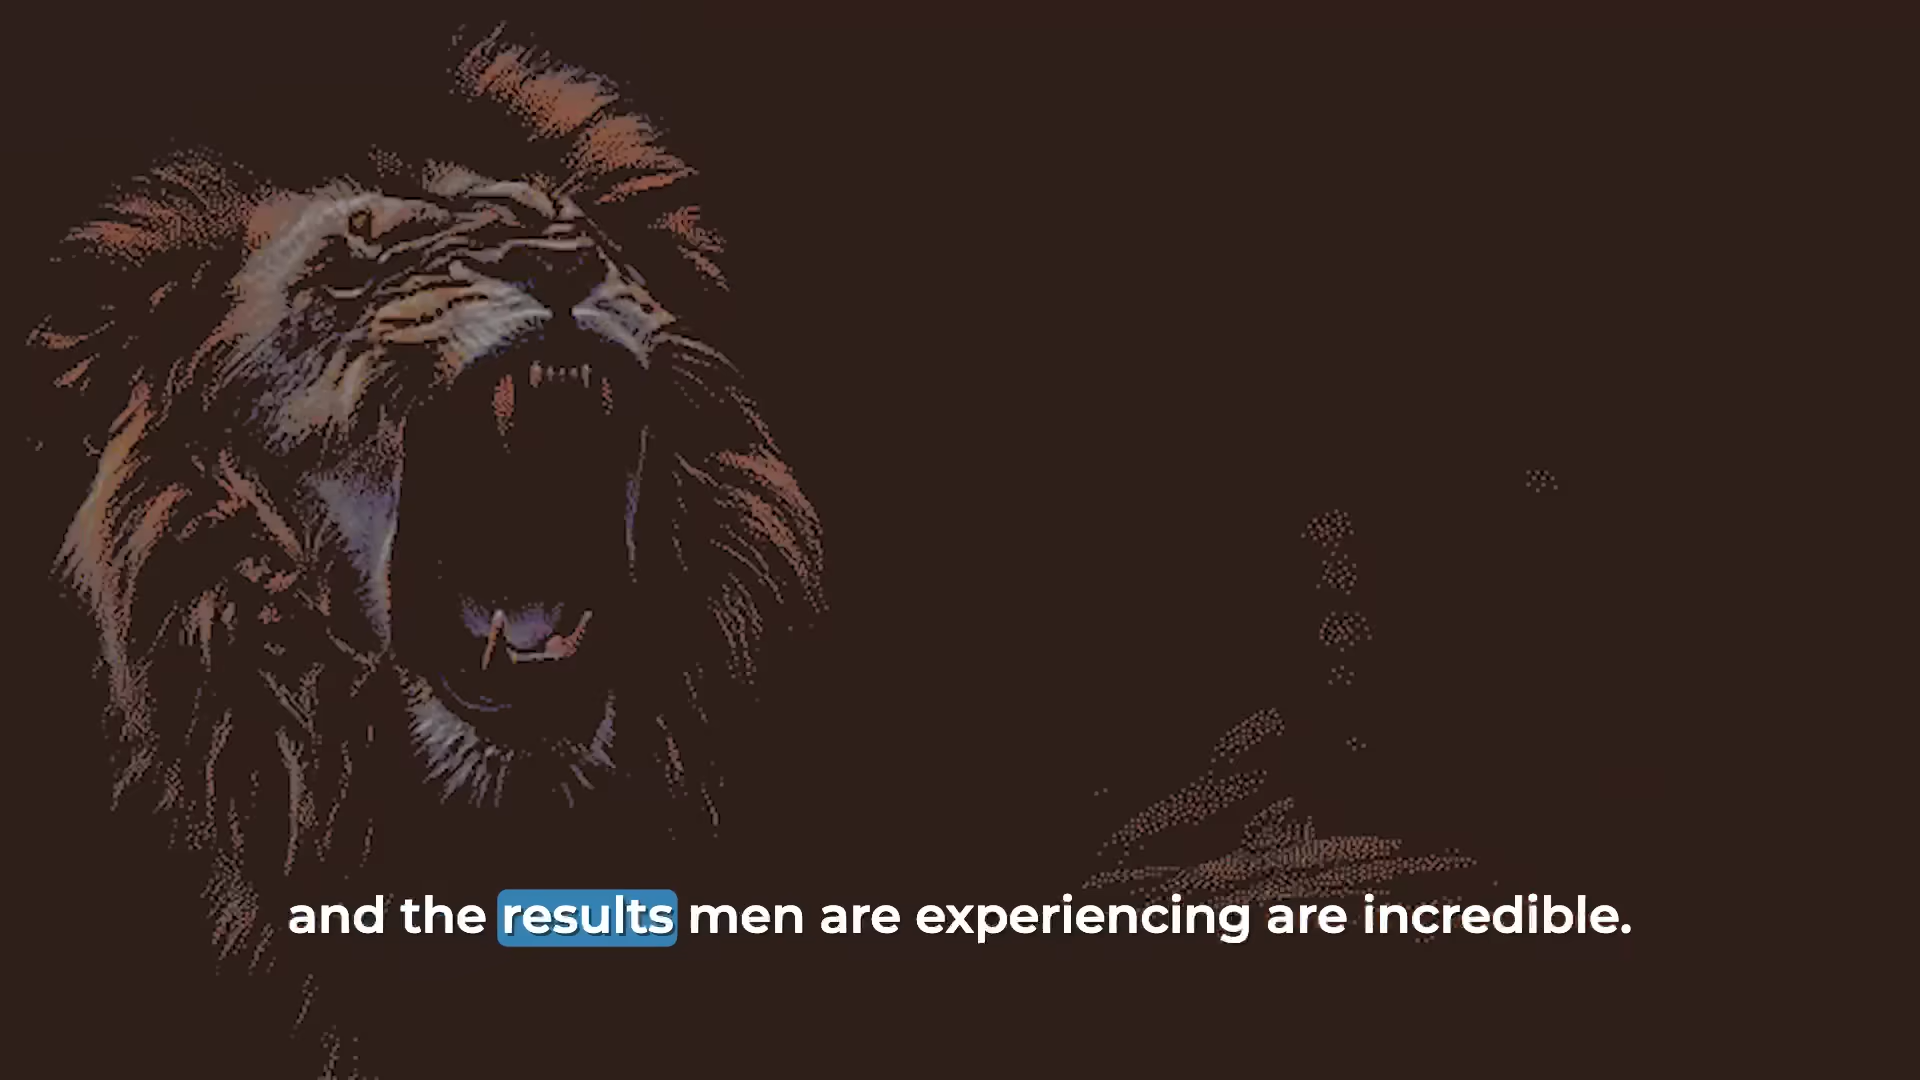 and the results men are experiencing are incredible.